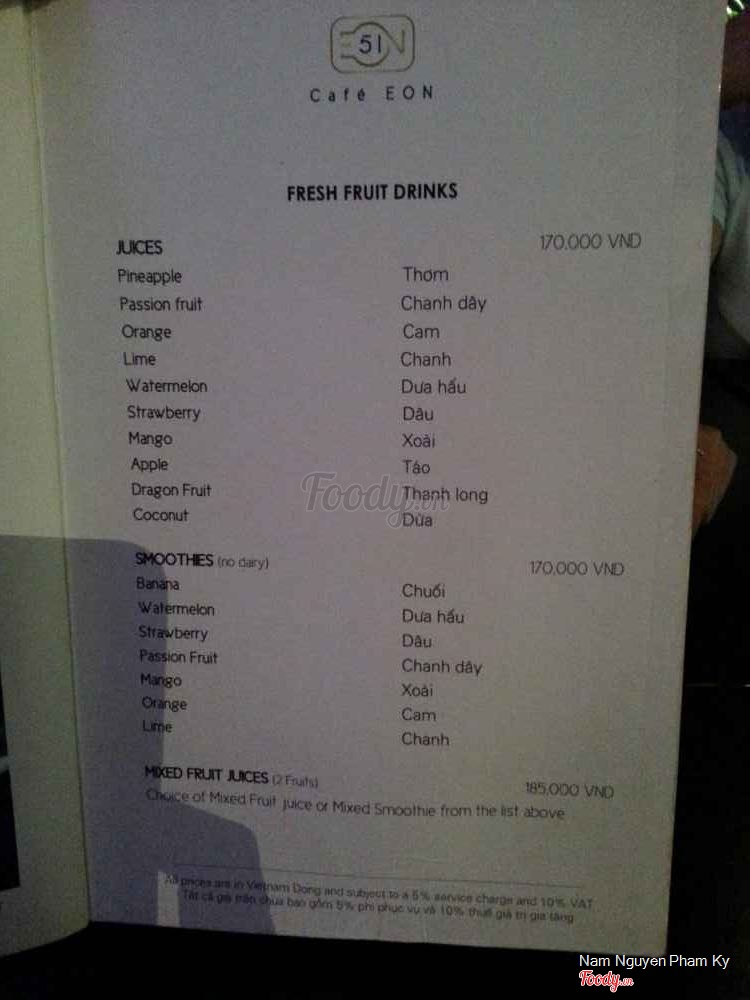 EON 51
Café EON
FRESH FRUIT DRINKS
JUICES 170,000 VND
Pineapple Thơm
Passion fruit Chanh dây
Orange Cam
Lime Chanh
Watermelon Dưa hấu
Strawberry Dâu
Mango Xoài
Apple Táo
Dragon Fruit Thanh long
Coconut Dừa
Foody.vn
SMOOTHIES (no dairy) 170,000 VND
Banana Chuối
Watermelon Dưa hấu
Strawberry Dâu
Passion Fruit Chanh dây
Mango Xoài
Orange Cam
Lime Chanh
MIXED FRUIT JUICES (2 Fruits) 185,000 VND
Choice of Mixed Fruit juice or Mixed Smoothie from the list above
All prices are in Vietnam Dong and subject to a 5% service charge and 10% VAT
Tất cả giá trên chưa bao gồm 5% phí phục vụ và 10% thuế giá trị gia tăng
Nam Nguyen Pham Ky
Foody.vn